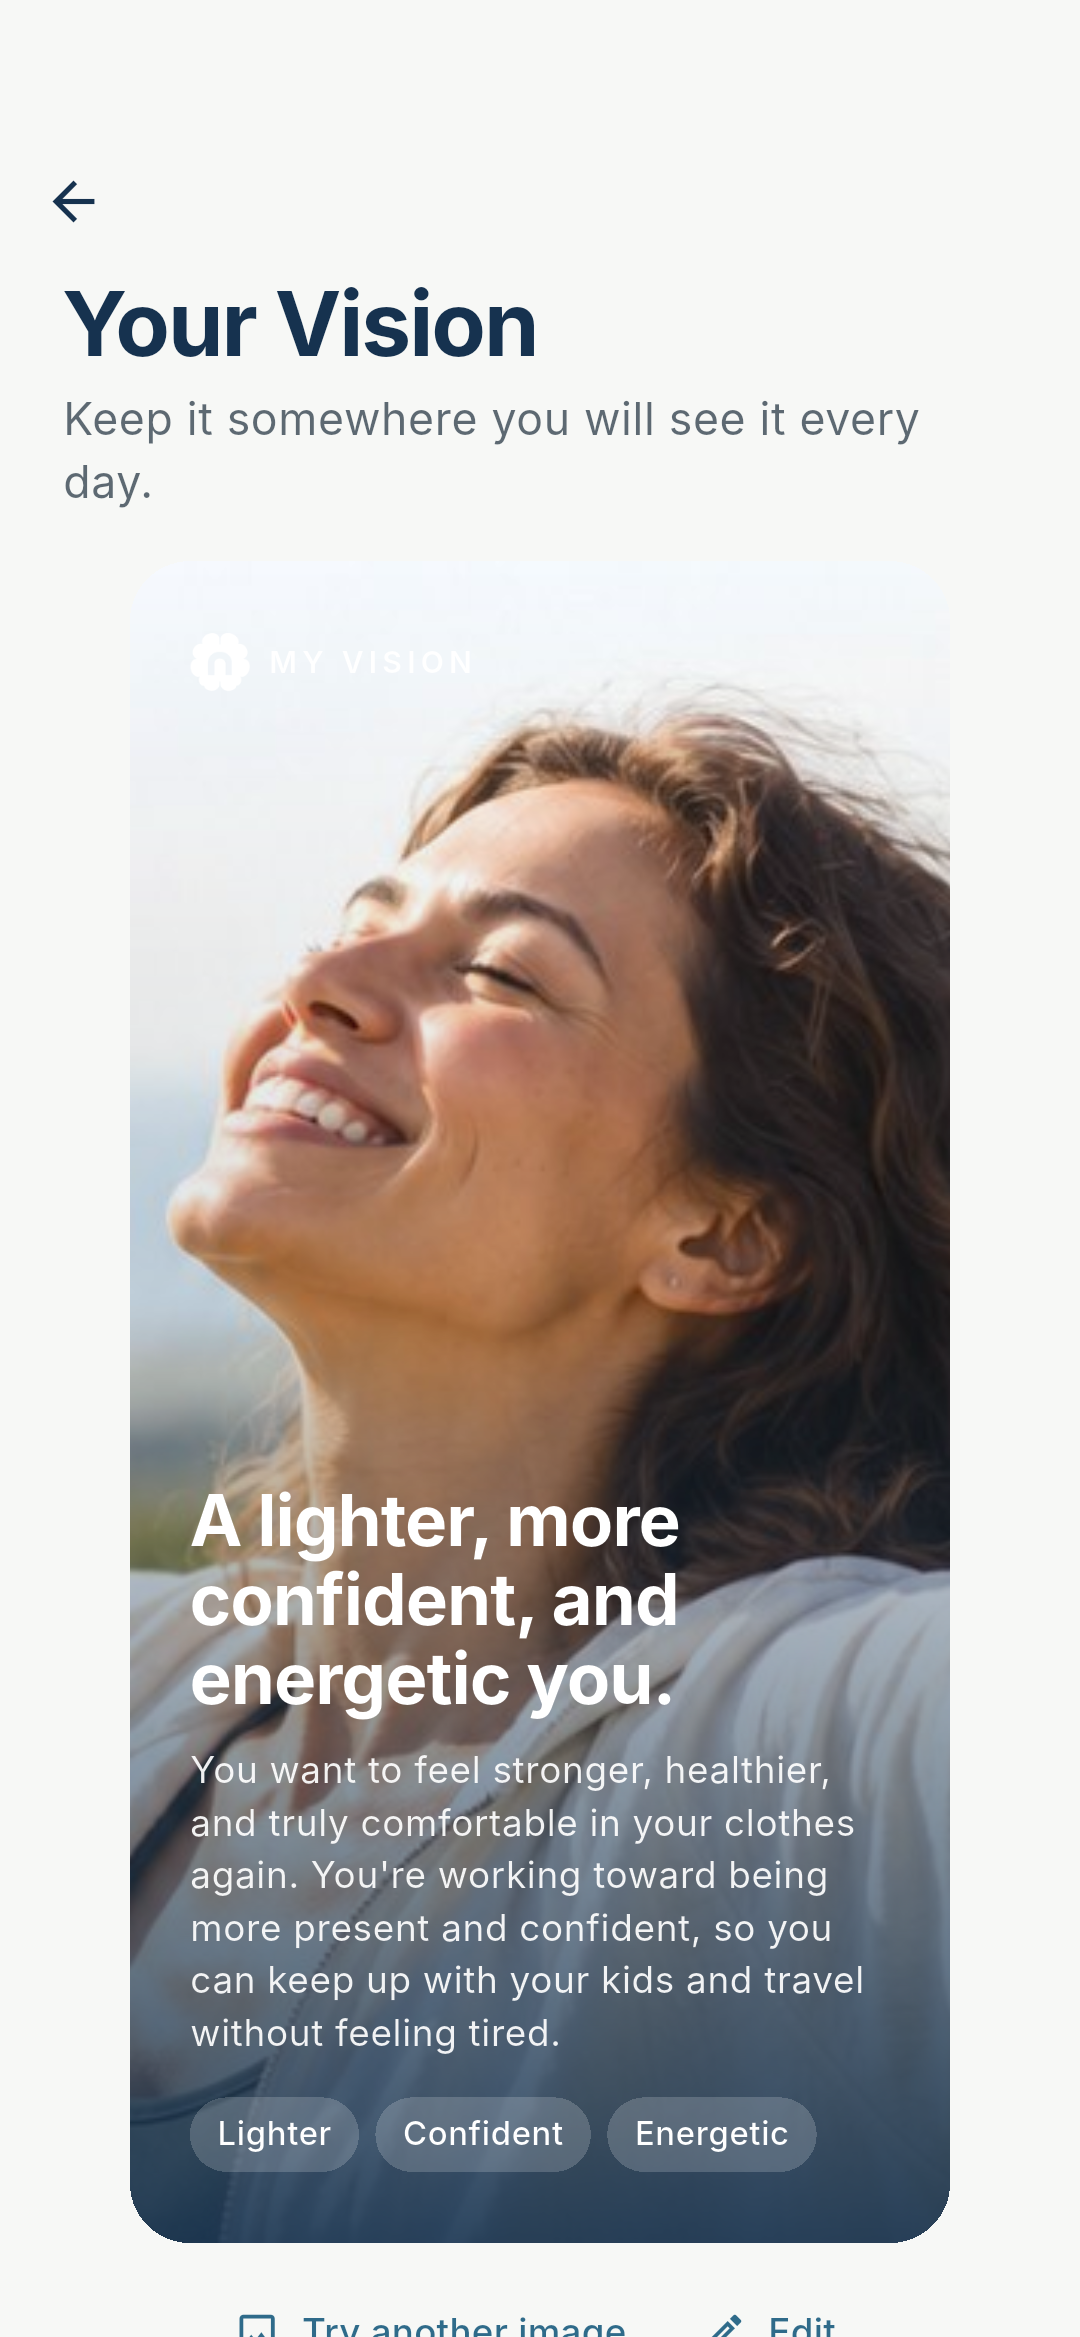 Your Vision
Keep it somewhere you will see it every
day.
MY VISION
A lighter, more
confident, and
energetic you.
You want to feel stronger, healthier,
and truly comfortable in your clothes
again. You're working toward being
more present and confident, so you
can keep up with your kids and travel
without feeling tired.
Lighter Confident Energetic
Try another image Edit